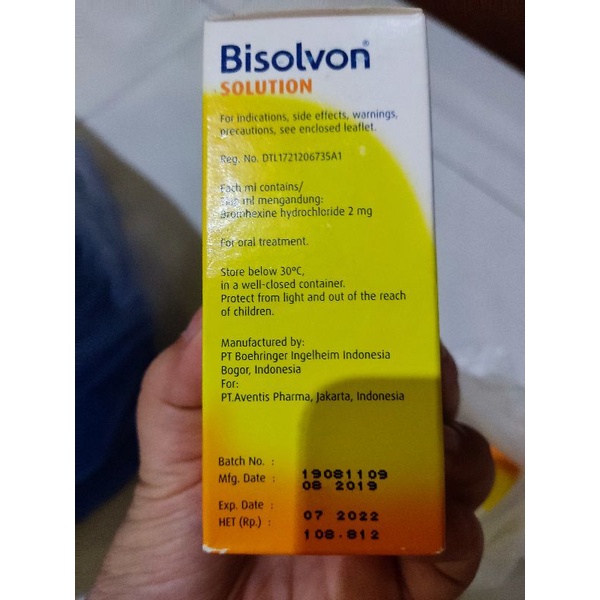 Bisolvon®
SOLUTION
For indications, side effects, warnings,
precautions, see enclosed leaflet.
Reg. No. DTL1721206735A1
Each ml contains/
Tiap ml mengandung:
Bromhexine hydrochloride 2 mg
For oral treatment.
Store below 30°C,
in a well-closed container.
Protect from light and out of the reach
of children.
Manufactured by:
PT Boehringer Ingelheim Indonesia
Bogor, Indonesia
For:
PT.Aventis Pharma, Jakarta, Indonesia
Batch No. : 19081109
Mfg. Date : 08 2019
Exp. Date : 07 2022
HET (Rp.) : 108.812